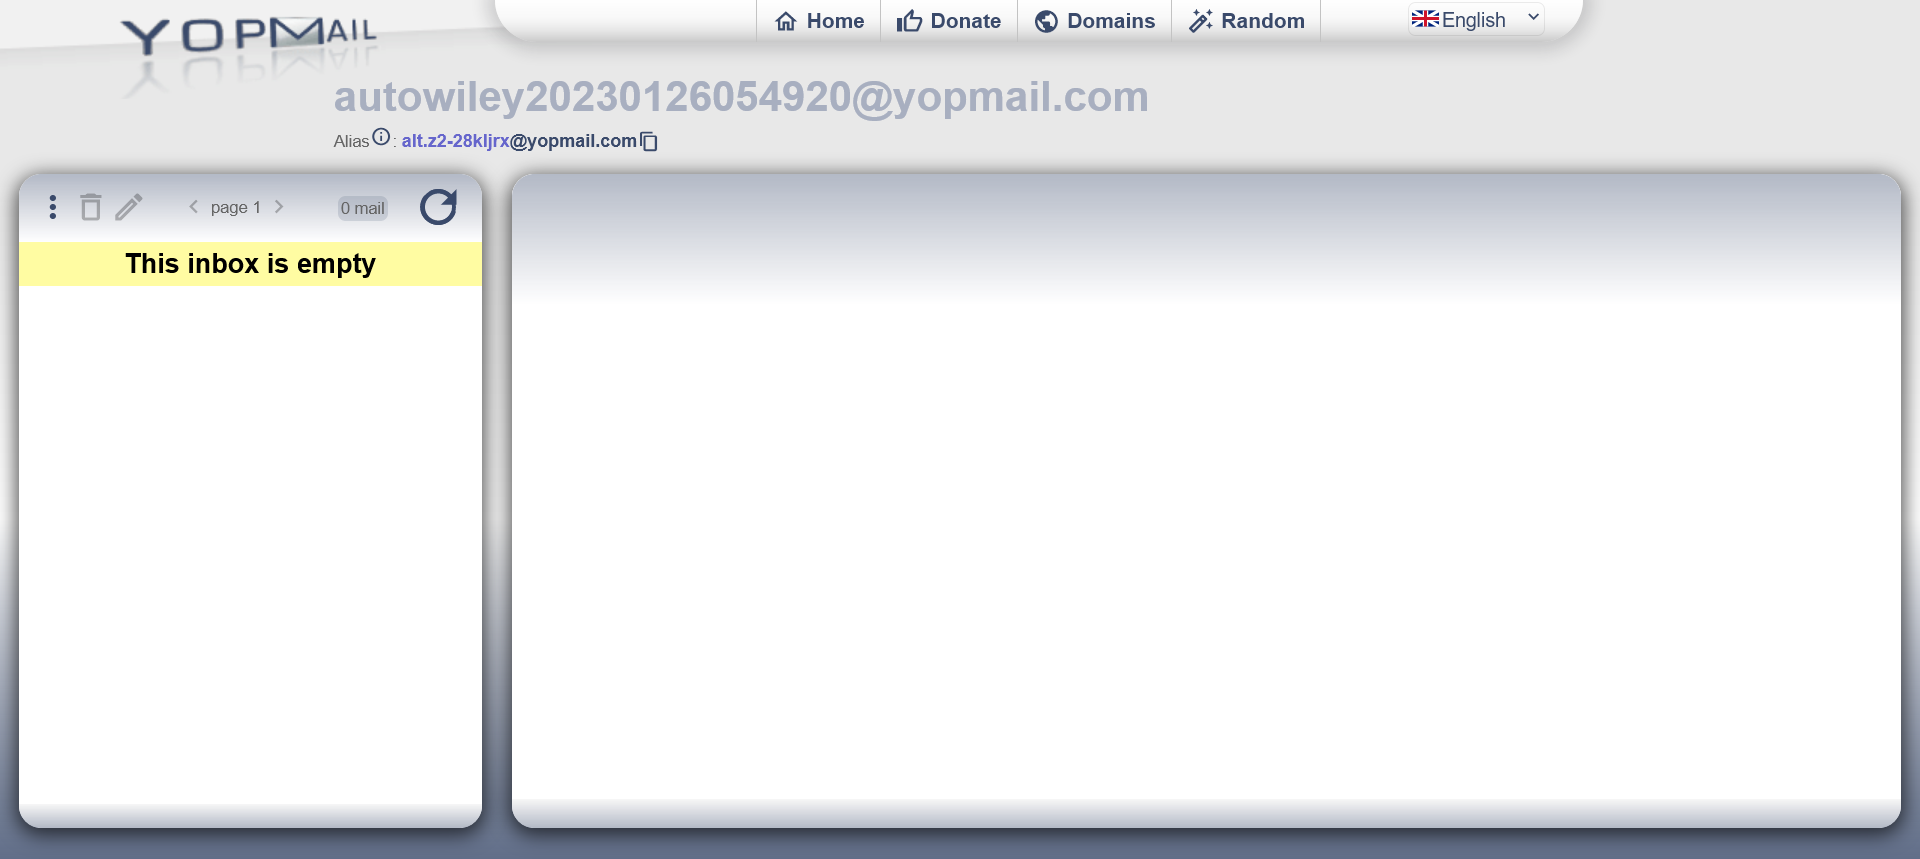 YOPMAIL
Home Donate Domains Random English
autowiley20230126054920@yopmail.com
Alias : alt.z2-28kljrx@yopmail.com
page 1 0 mail
This inbox is empty